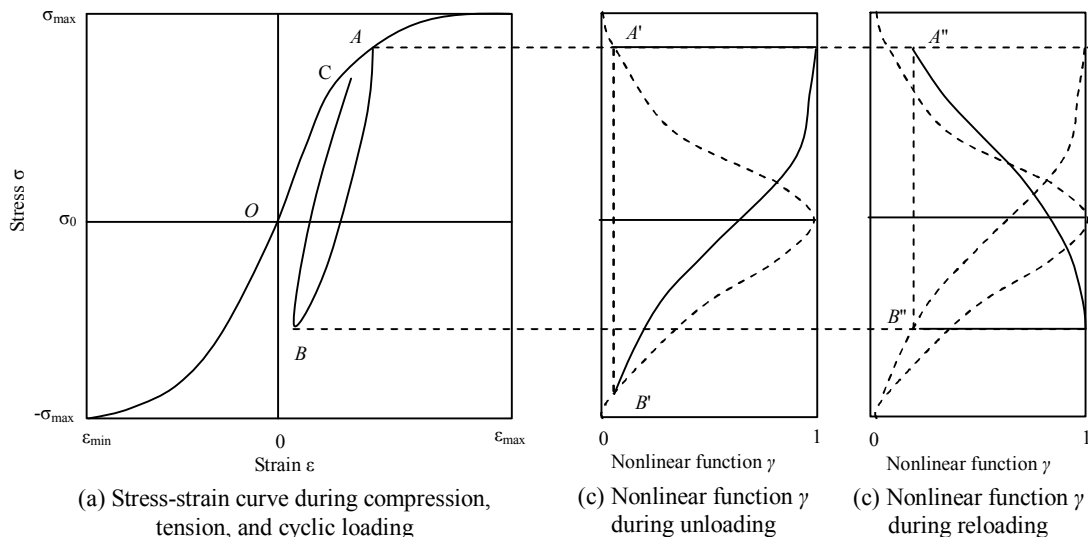 σmax
A
C
Stress σ
O
σ0
B
-σmax
εmin
0
εmax
Strain ε
(a) Stress-strain curve during compression,
tension, and cyclic loading
A'
B'
0
1
Nonlinear function γ
(c) Nonlinear function γ
during unloading
A"
B"
0
1
Nonlinear function γ
(c) Nonlinear function γ
during reloading